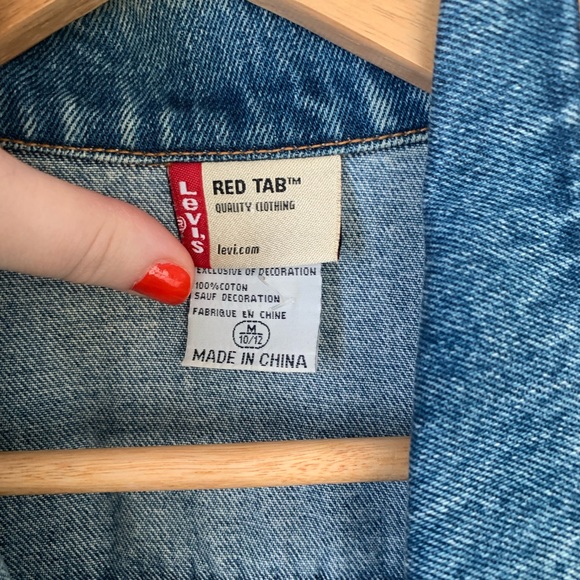 Levi's®
RED TAB™
QUALITY CLOTHING
levi.com
EXCLUSIVE OF DECORATION
100%COTON
SAUF DECORATION
FABRIQUE EN CHINE
M
10/12
MADE IN CHINA